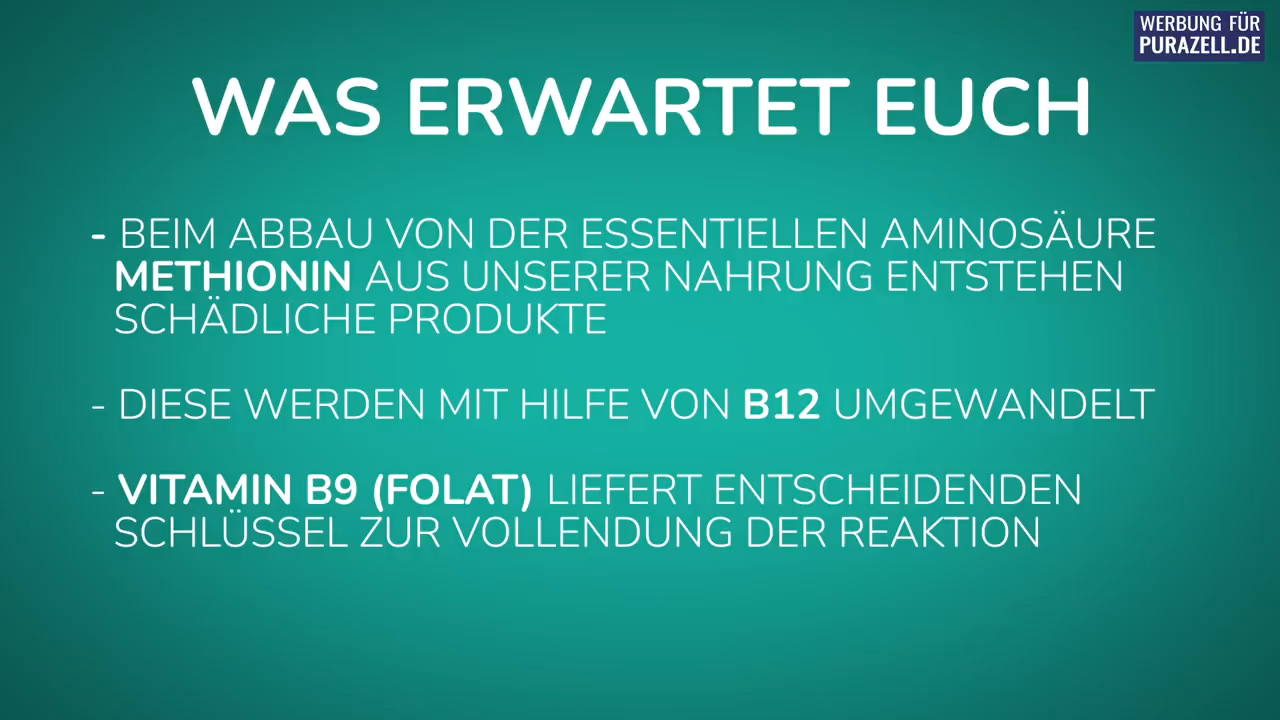 WERBUNG FÜR
PURAZELL.DE
WAS ERWARTET EUCH
- BEIM ABBAU VON DER ESSENTIELLEN AMINOSÄURE
METHIONIN AUS UNSERER NAHRUNG ENTSTEHEN
SCHÄDLICHE PRODUKTE
- DIESE WERDEN MIT HILFE VON B12 UMGEWANDELT
- VITAMIN B9 (FOLAT) LIEFERT ENTSCHEIDENDEN
SCHLÜSSEL ZUR VOLLENDUNG DER REAKTION